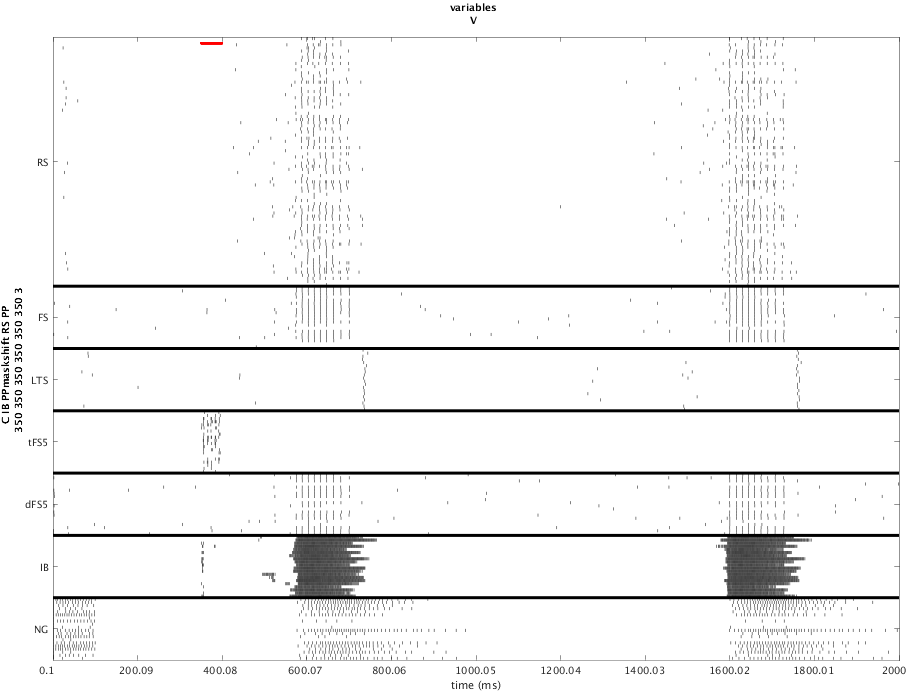 variables
V
C IB PPmaskshift RS PP
350 350 350 350 350 350 3
RS
FS
LTS
tFS5
dFS5
IB
NG
0.1 200.09 400.08 600.07 800.06 1000.05 1200.04 1400.03 1600.02 1800.01 2000
time (ms)